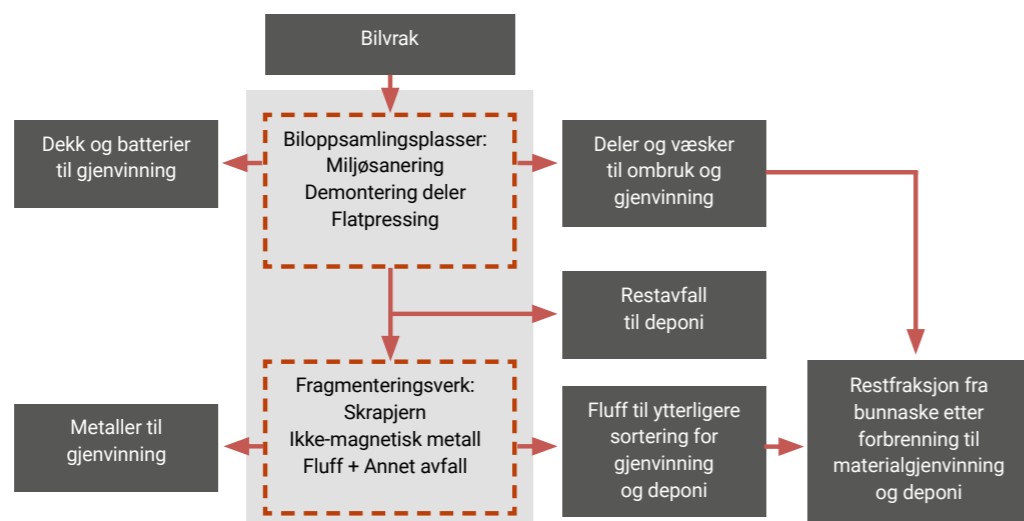 Bilvrak
Dekk og batterier
til gjenvinning
Biloppsamlingsplasser:
Miljøsanering
Demontering deler
Flatpressing
Deler og væsker
til ombruk og
gjenvinning
Restavfall
til deponi
Metaller til
gjenvinning
Fragmenteringsverk:
Skrapjern
Ikke-magnetisk metall
Fluff + Annet avfall
Fluff til ytterligere
sortering for
gjenvinning
og deponi
Restfraksjon fra
bunnaske etter
forbrenning til
materialgjenvinning
og deponi